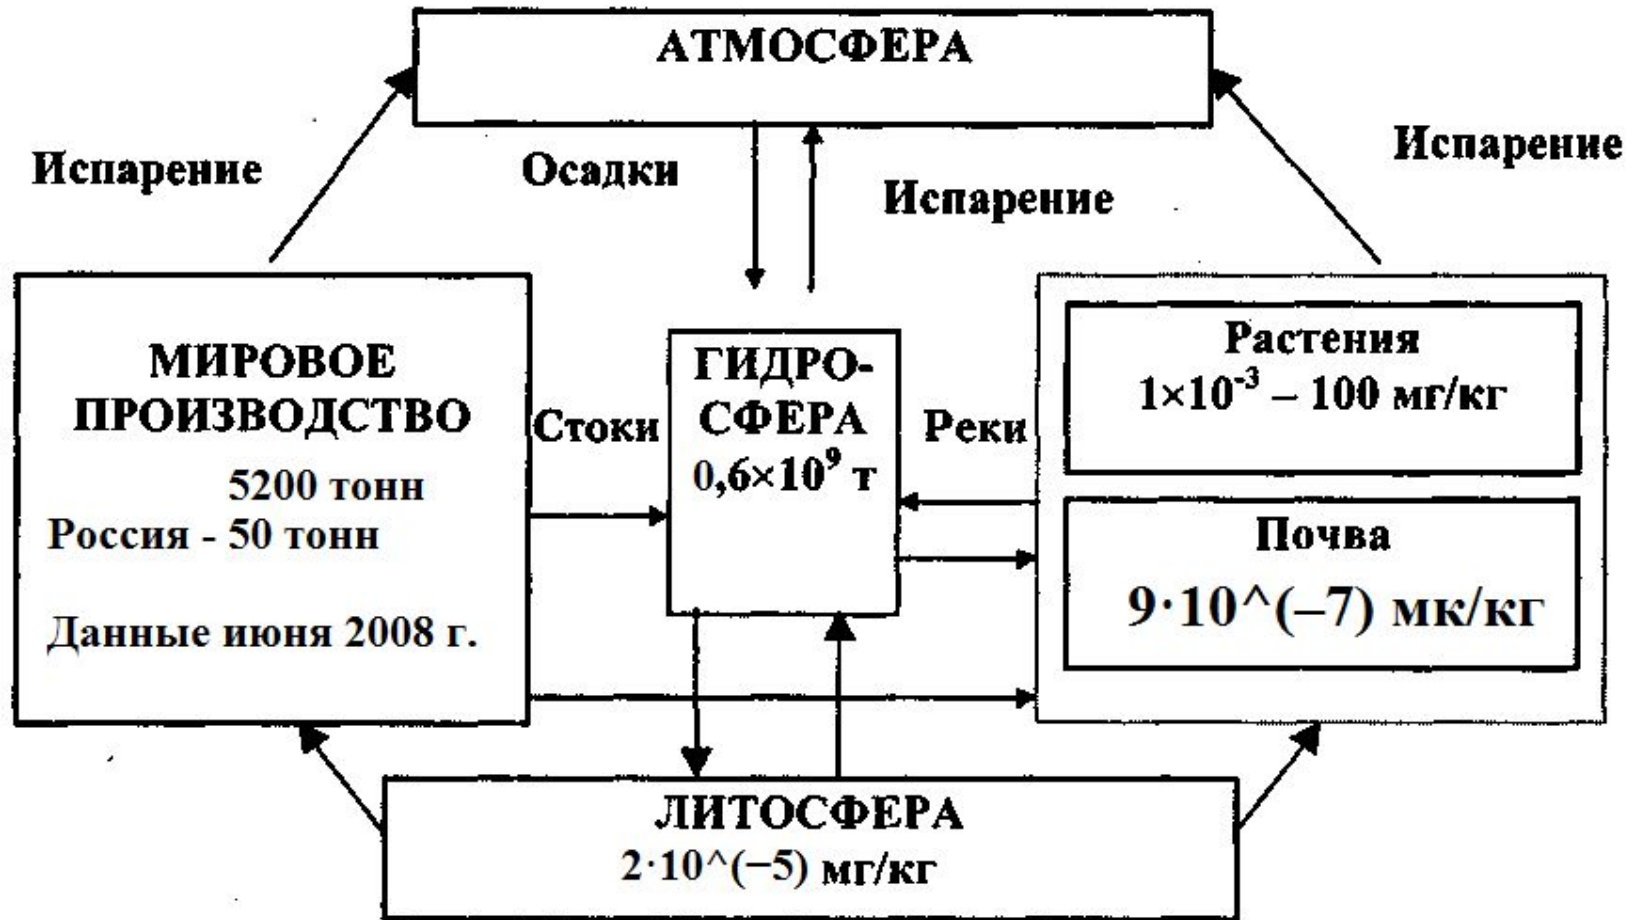 АТМОСФЕРА
Испарение
Осадки
Испарение
Испарение
МИРОВОЕ
ПРОИЗВОДСТВО
5200 тонн
Россия - 50 тонн
Данные июня 2008 г.
Стоки
ГИДРО-
СФЕРА
0,6×10⁹ т
Реки
Растения
1×10⁻³ – 100 мг/кг
Почва
9·10^(–7) мк/кг
ЛИТОСФЕРА
2·10^(−5) мг/кг